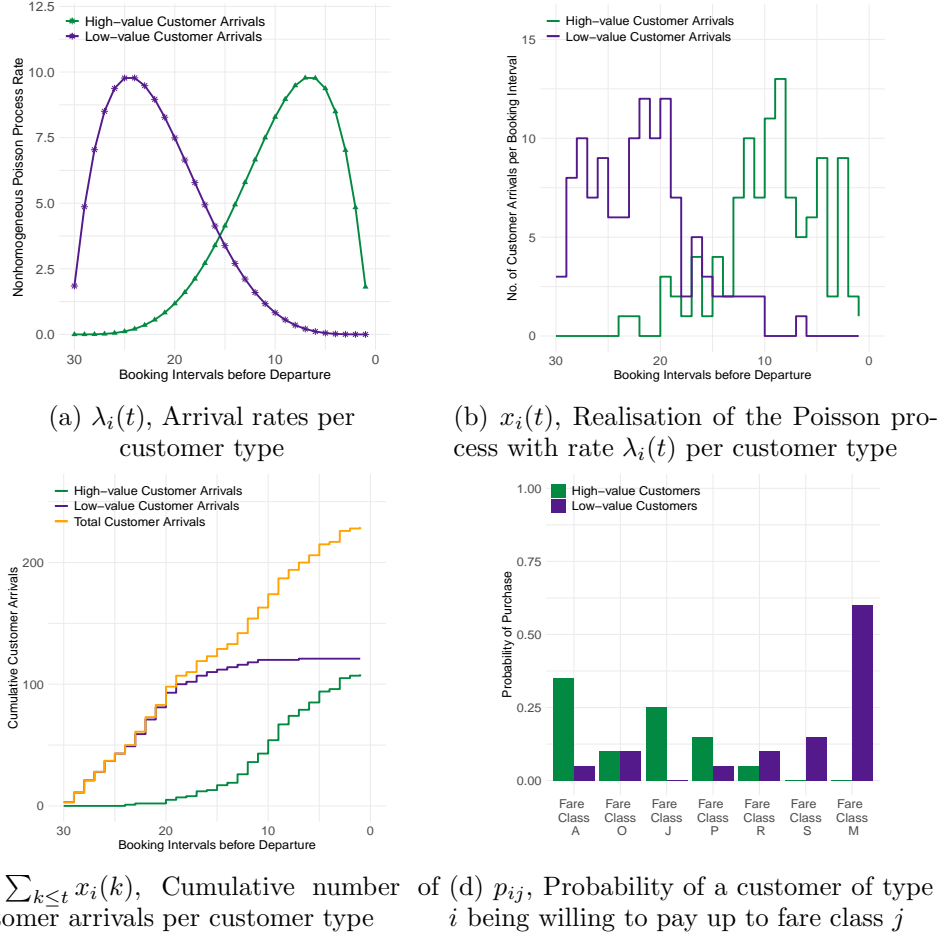 12.5
10.0
7.5
5.0
2.5
0.0
Nonhomogeneous Poisson Process Rate
High−value Customer Arrivals
Low−value Customer Arrivals
30 20 10 0
Booking Intervals before Departure
15
10
5
0
No. of Customer Arrivals per Booking Interval
High−value Customer Arrivals
Low−value Customer Arrivals
30 20 10 0
Booking Intervals before Departure
(a) λᵢ(t), Arrival rates per
customer type
(b) xᵢ(t), Realisation of the Poisson pro-
cess with rate λᵢ(t) per customer type
200
100
0
Cumulative Customer Arrivals
High−value Customer Arrivals
Low−value Customer Arrivals
Total Customer Arrivals
30 20 10 0
Booking Intervals before Departure
1.00
0.75
0.50
0.25
0.00
Probability of Purchase
High−value Customers
Low−value Customers
Fare Fare Fare Fare Fare Fare Fare
Class Class Class Class Class Class Class
A O J P R S M
∑k≤t xᵢ(k), Cumulative number of
omer arrivals per customer type
(d) pᵢⱼ, Probability of a customer of type
i being willing to pay up to fare class j